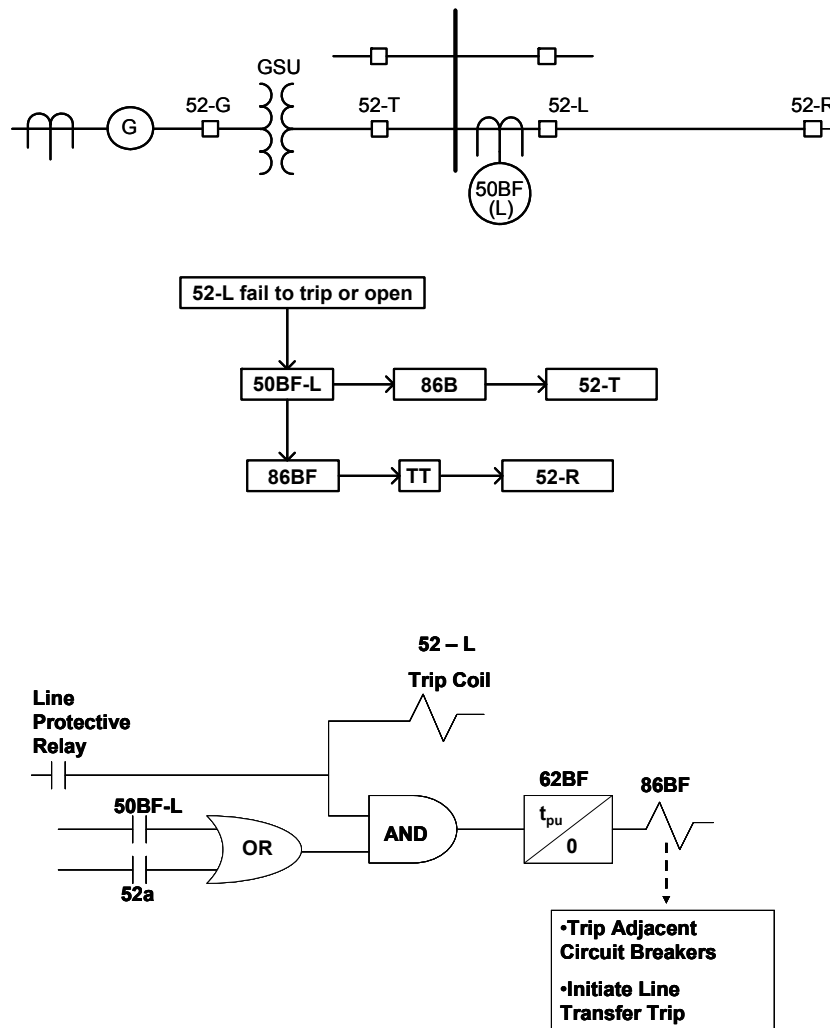 GSU
52-G
52-T
52-L
52-R
G
50BF
(L)
52-L fail to trip or open
50BF-L
86B
52-T
86BF
TT
52-R
52 – L
Trip Coil
Line
Protective
Relay
50BF-L
OR
52a
AND
62BF
tpu
0
86BF
•Trip Adjacent
Circuit Breakers
•Initiate Line
Transfer Trip